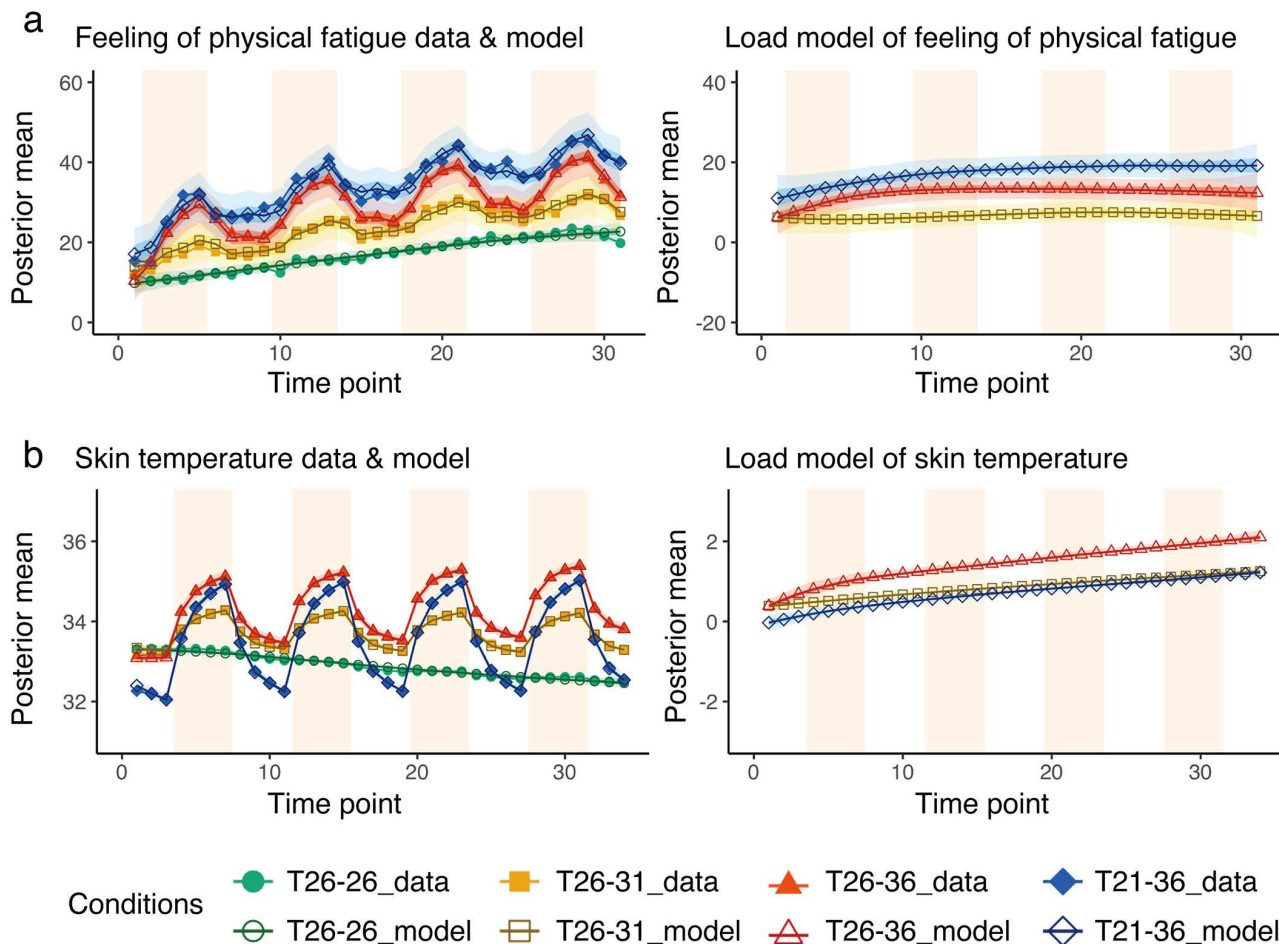 a
Feeling of physical fatigue data & model
Load model of feeling of physical fatigue
Posterior mean
60
40
20
0
0 10 20 30
Time point
Posterior mean
40
20
0
-20
0 10 20 30
Time point
b
Skin temperature data & model
Load model of skin temperature
Posterior mean
36
34
32
0 10 20 30
Time point
Posterior mean
2
0
-2
0 10 20 30
Time point
Conditions
T26-26_data T26-31_data T26-36_data T21-36_data
T26-26_model T26-31_model T26-36_model T21-36_model